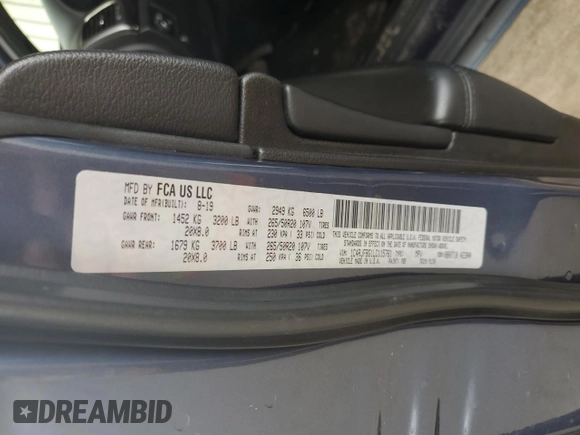 MFD BY FCA US LLC
DATE OF MFR(BUILT): 8-19 GVWR: 2949 KG 6500 LB
GAWR FRONT: 1452 KG 3200 LB 265/50R20 107V TIRES
20X8.0 RIMS AT 230 KPA/ 33 PSI COLD
GAWR REAR: 1679 KG 3700 LB 265/50R20 107V TIRES
20X8.0 RIMS AT 250 KPA / 36 PSI COLD
THIS VEHICLE CONFORMS TO ALL
APPLICABLE U.S.A. FEDERAL MOTOR VEHICLE SAFETY
STANDARDS IN EFFECT ON THE
DATE OF MANUFACTURE SHOWN ABOVE.
VIN: TYPE: MPV
VEHICLE MADE IN U.S.A. PAINT:
DREAMBID